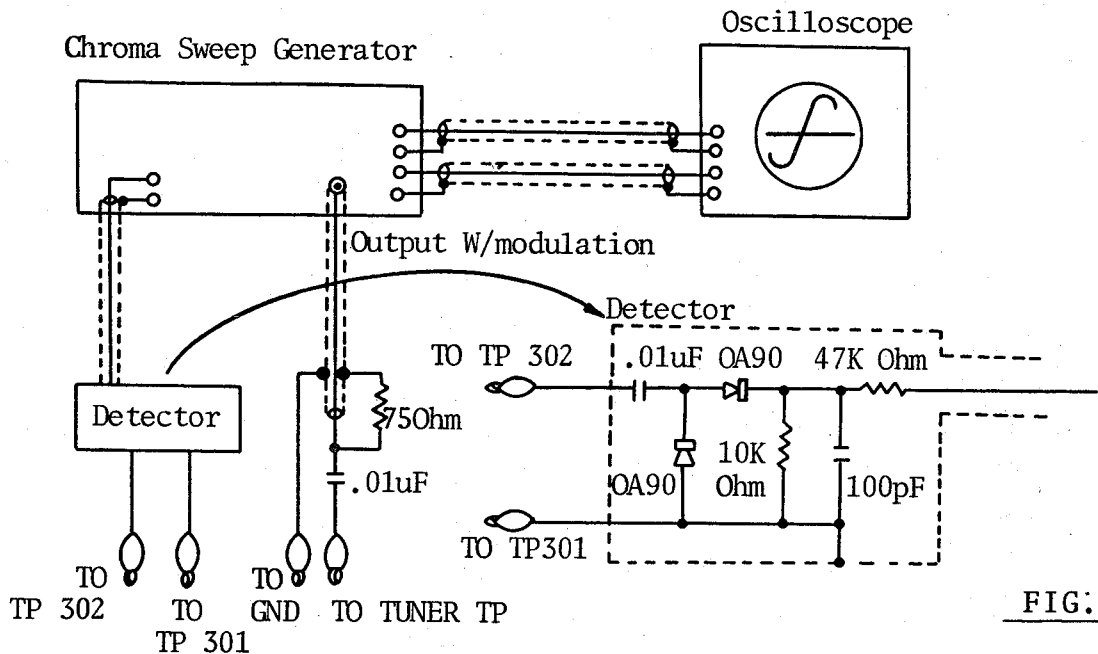 Oscilloscope
Chroma Sweep Generator
Output W/modulation
Detector
TO TP 302
.01uF OA90 47K Ohm
Detector
75Ohm
.01uF
OA90
10K
Ohm
100pF
TO TP301
TO
TP 302
TO
TP 301
TO
GND
TO TUNER TP
FIG.